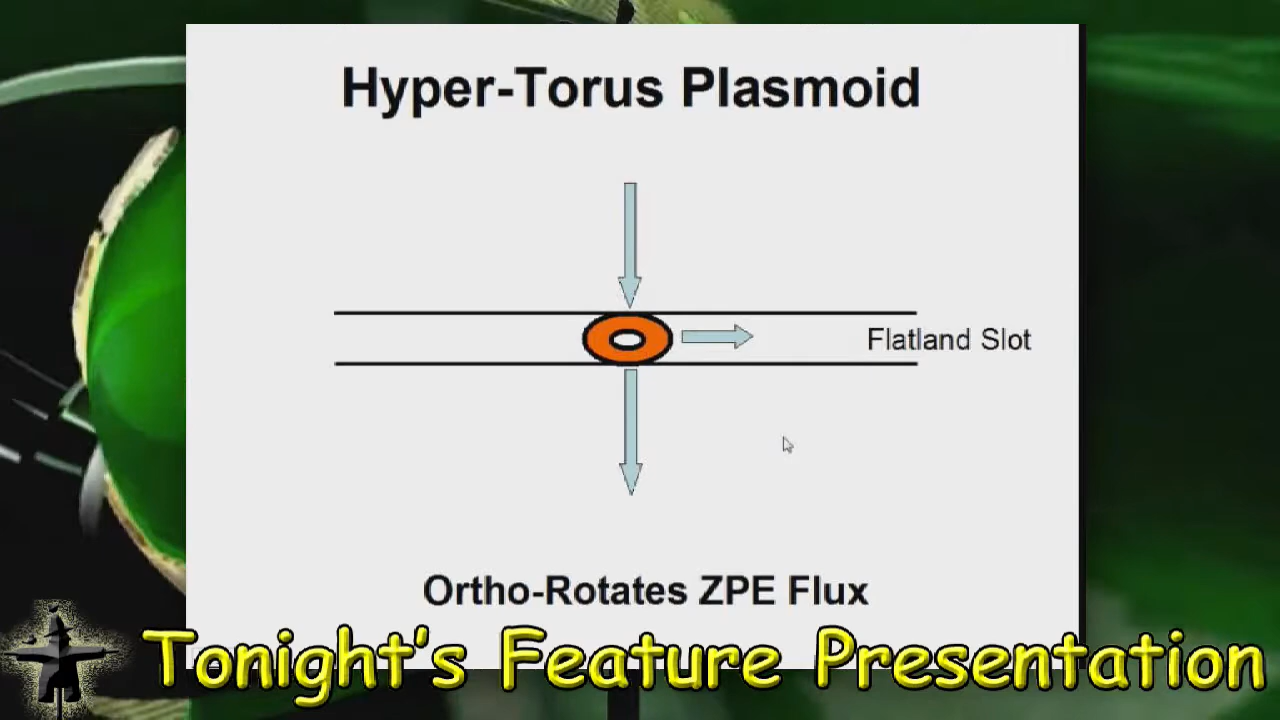 Hyper-Torus Plasmoid
Flatland Slot
Ortho-Rotates ZPE Flux
Tonight's Feature Presentation